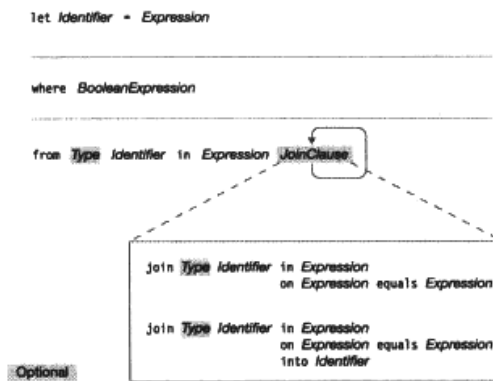 let Identifier = Expression
where BooleanExpression
from Type Identifier in Expression JoinClause
join Type Identifier in Expression
on Expression equals Expression
join Type Identifier in Expression
on Expression equals Expression
into Identifier
Optional